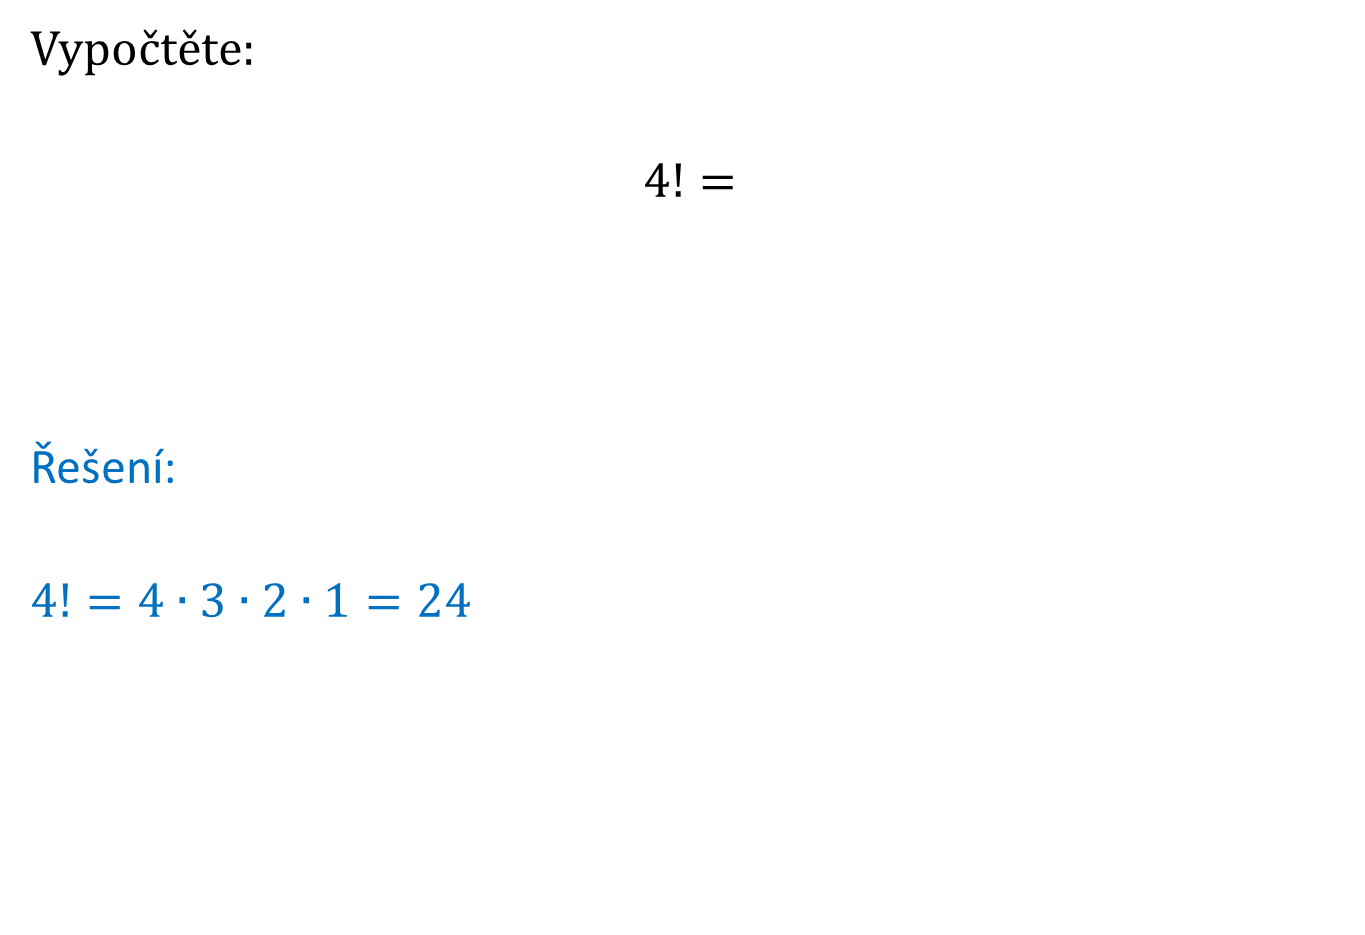 Vypočtěte:
4! =
Řešení:
4! = 4 · 3 · 2 · 1 = 24